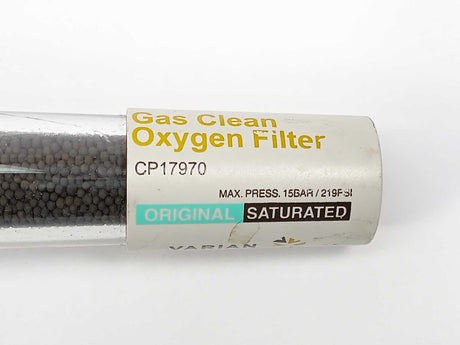 Gas Clean
Oxygen Filter
CP17970
MAX. PRESS. 15BAR / 219PSI
ORIGINAL SATURATED
VARIAN